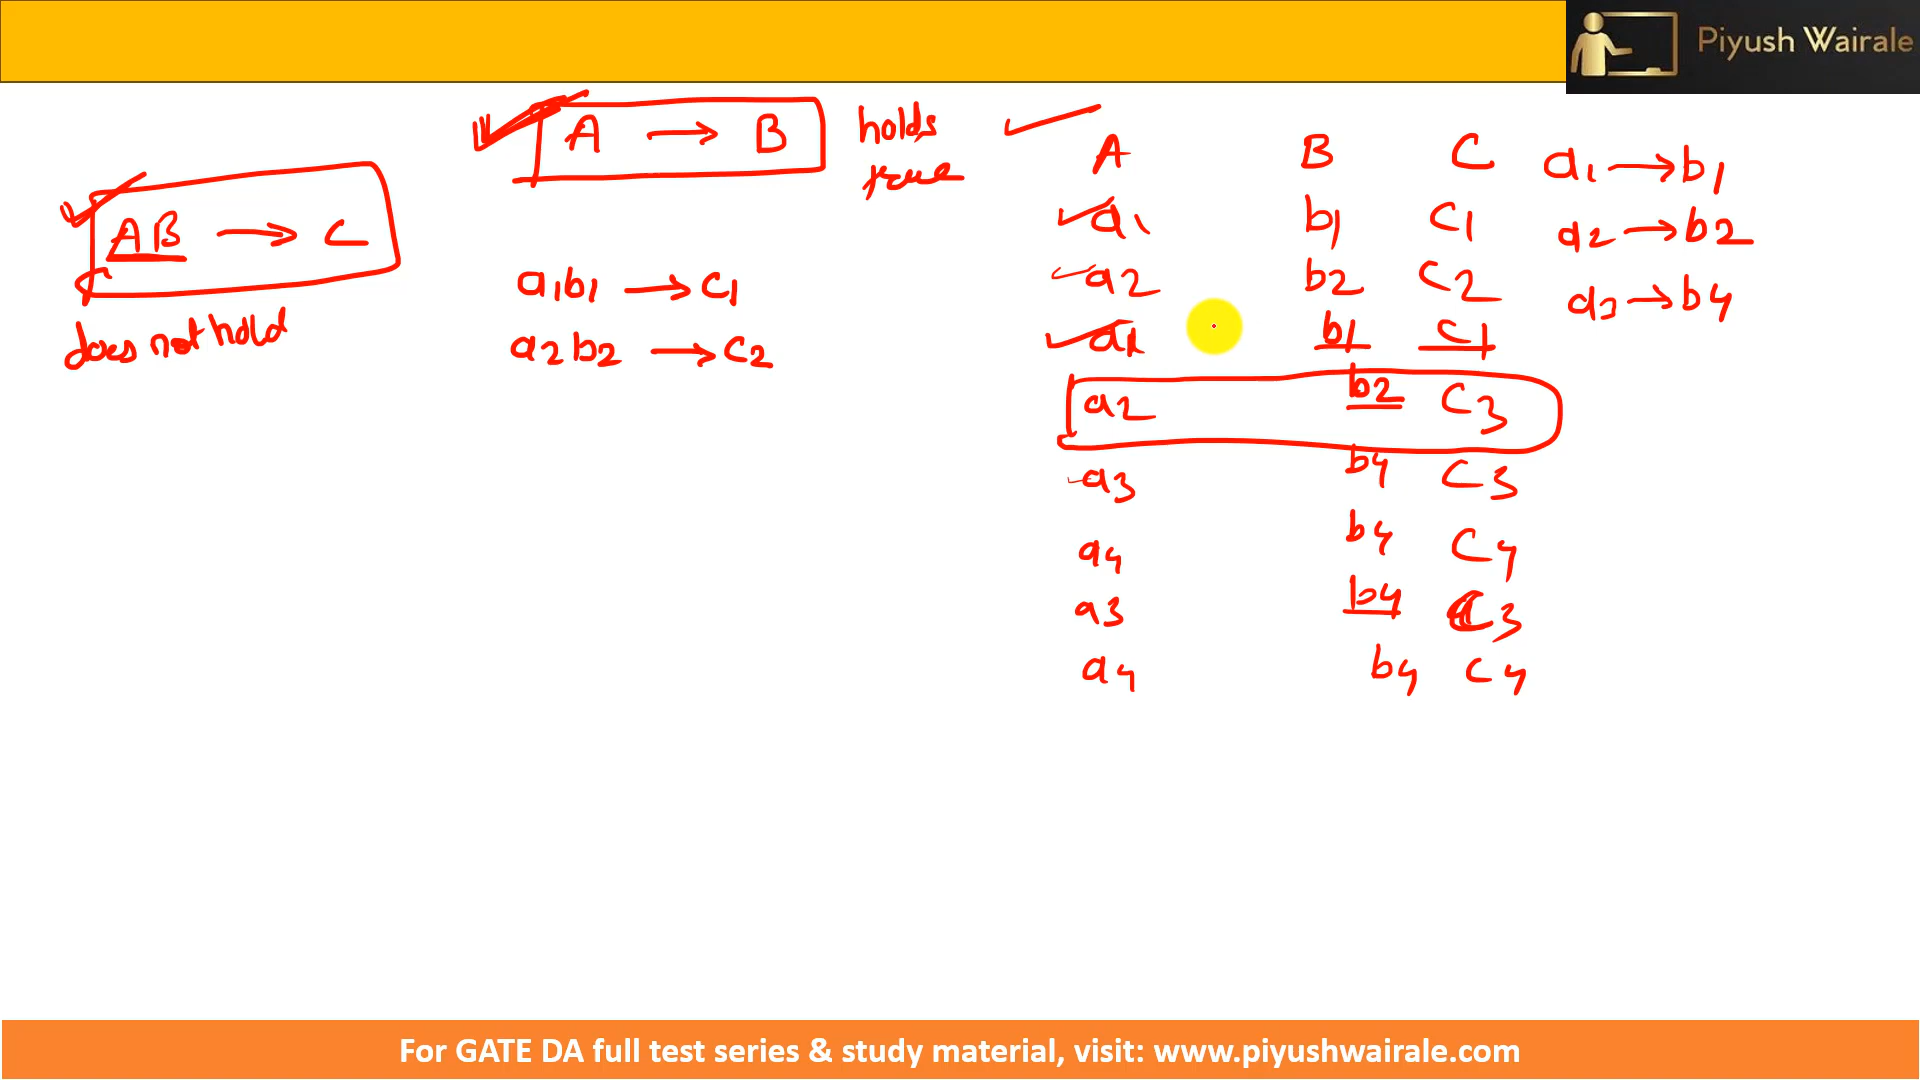 Piyush Wairale
A → B holds true
AB → C
does not hold
a1b1 → c1
a2b2 → c2
A B C
a1 b1 c1
a2 b2 c2
a1 b1 c1
a2 b2 c3
a3 b4 c3
a4 b4 c4
a3 b4 c3
a4 b4 c4
a1 → b1
a2 → b2
a3 → b4
For GATE DA full test series & study material, visit: www.piyushwairale.com